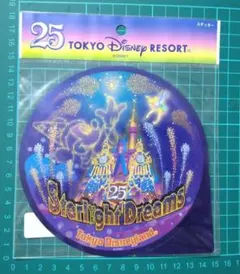 25 TOKYO Disney RESORT®
ステッカー
25
Starlight Dreams
Tokyo Disneyland®